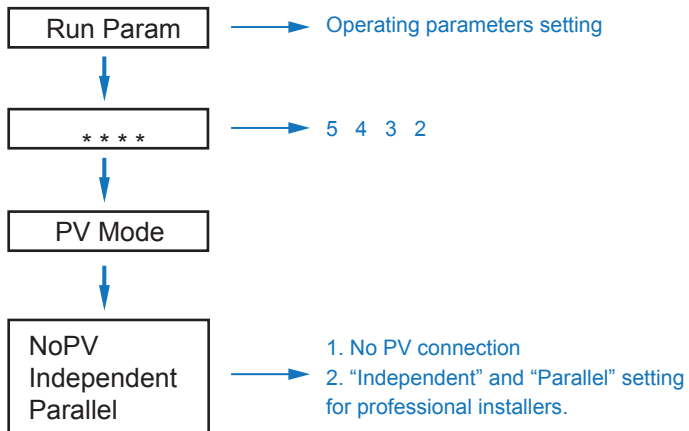 Run Param
Operating parameters setting
* * * *
5 4 3 2
PV Mode
NoPV
Independent
Parallel
1. No PV connection
2. “Independent” and “Parallel” setting
for professional installers.